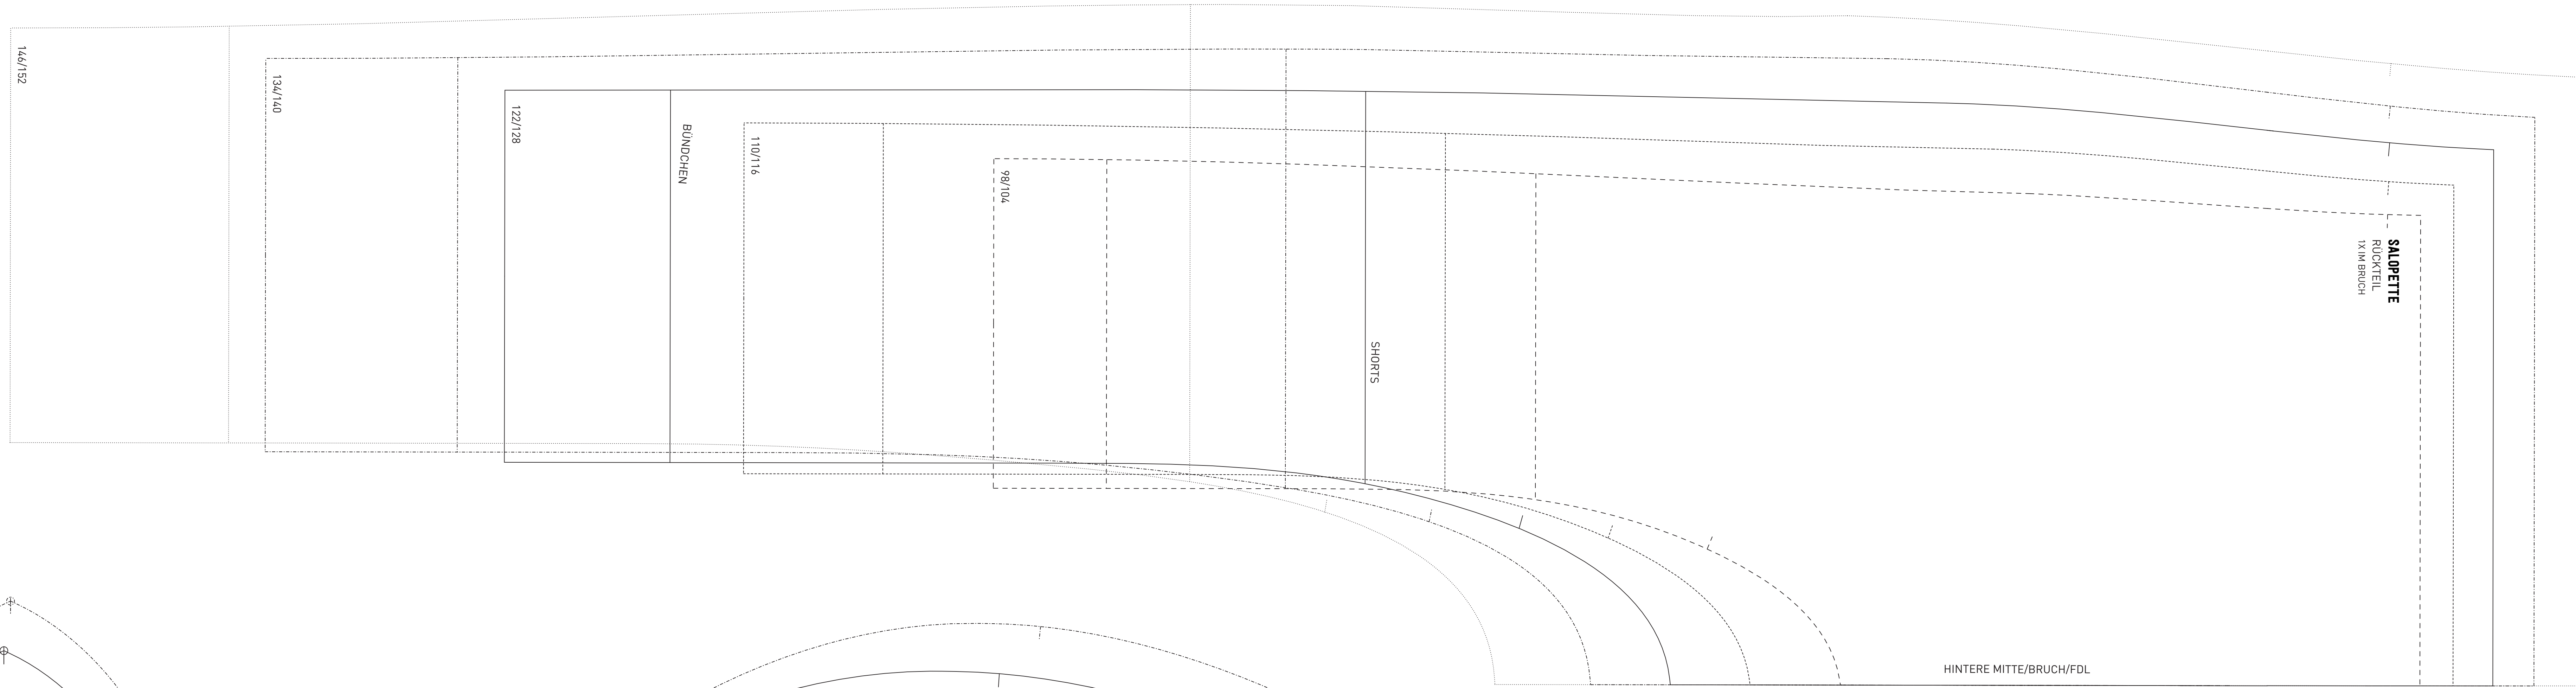 146/152
134/140
122/128
BÜNDCHEN
110/116
98/104
SHORTS
SALOPETTE
RÜCKTEIL
1X IM BRUCH
HINTERE MITTE/BRUCH/FDL